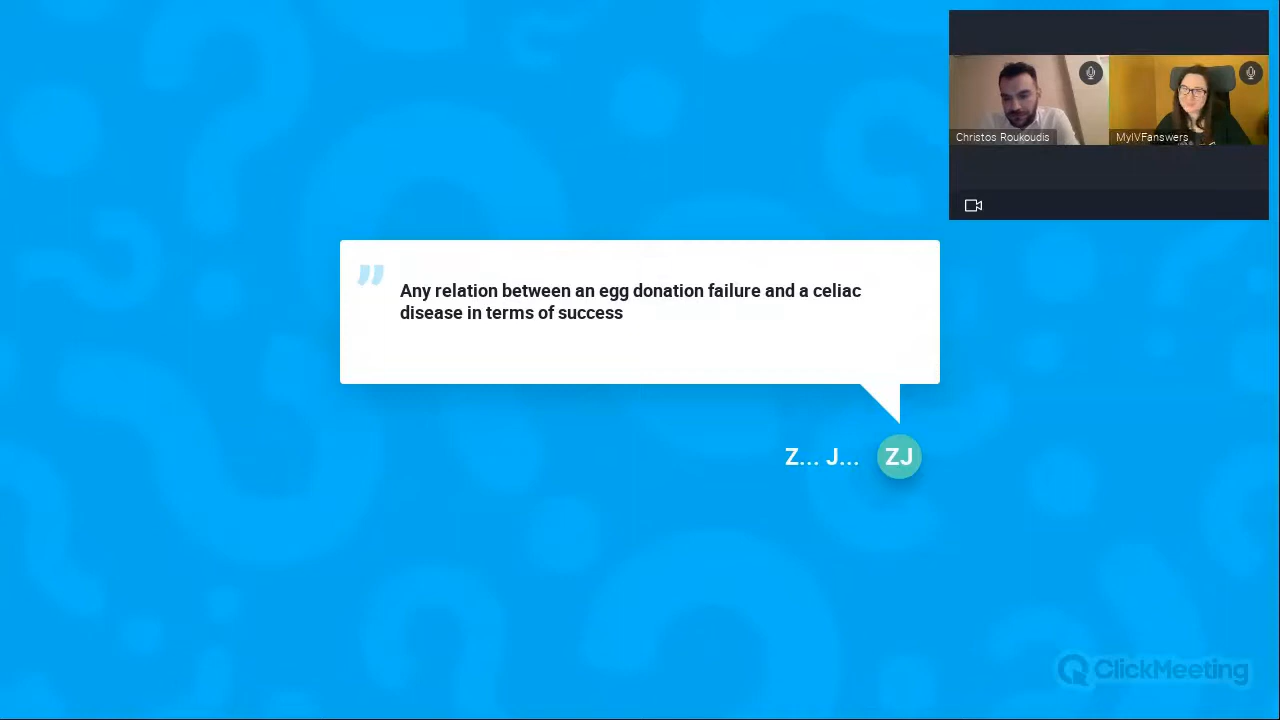 Christos Roukoudis
MyIVFanswers
Any relation between an egg donation failure and a celiac
disease in terms of success
Z... J...
ZJ
ClickMeeting